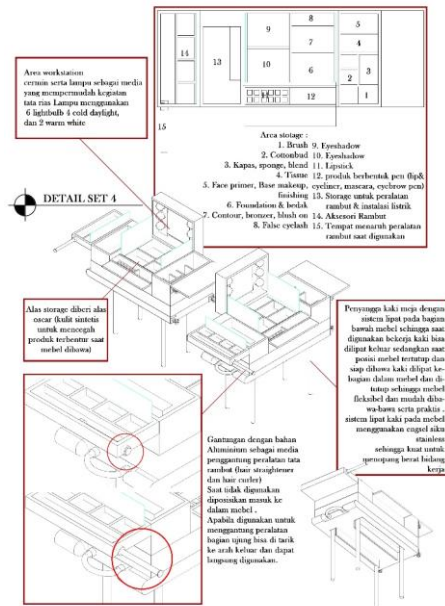 8
9
5
7
4
14
13
10
6
3
2
12
1
15
Area workstation
cermin serta lampu sebagai media
yang mempermudah kegiatan
tata rias Lampu menggunakan
6 lightbulb 4 cold daylight,
dan 2 warm white
Area stotage :
1. Brush
2. Cottonbud
3. Kapas, sponge, blend
4. Tissue
5. Face primer, Base makeup,
finishing
6. Foundation & bedak
7. Contour, bronzer, blush on
8. False eyelash
9. Eyeshadow
10. Eyeshadow
11. Lipstick
12. produk berbentuk pen (lip&
eyeliner, mascara, eyebrow pen)
13. Storage untuk peralatan
rambut & instalasi listrik
14. Aksesori Rambut
15. Tempat menaruh peralatan
rambut saat digunakan
DETAIL SET 4
Alas storage diberi alas
oscar (kulit sintetis
untuk mencegah
produk terbentur saat
mebel dibawa)
Penyangga kaki meja dengan
sistem lipat pada bagian
bawah mebel sehingga saat
digunakan bekerja kaki bisa
dilipat keluar sedangkan saat
posisi mebel tertutup dan
siap dibawa kaki dilipat ke-
bagian dalam mebel dan di-
tutup sehingga mebel
fleksibel dan mudah diba-
wa-bawa serta praktis .
sistem lipat kaki pada mebel
menggunakan engsel siku
stainless
sehingga kuat untuk
menopang berat bidang
kerja
Gantungan dengan bahan
Aluminium sebagai media
penggantung peralatan tata
rambut (hair straightener
dan hair curler)
Saat tidak digunakan
diposisikan masuk ke
dalam mebel .
Apabila digunakan untuk
menggantung peralatan
bagian ujung bisa di tarik
ke arah keluar dan dapat
langsung digunakan.